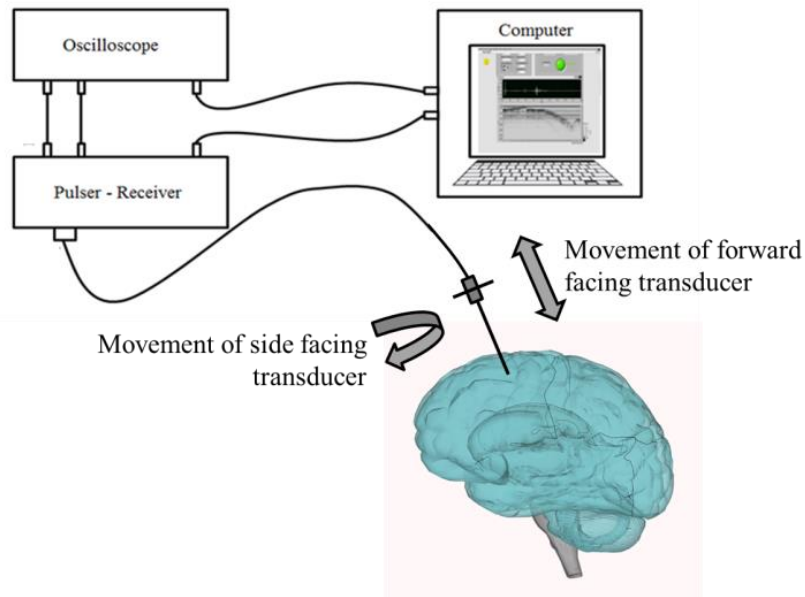 Oscilloscope
Computer
Pulser - Receiver
Movement of forward
facing transducer
Movement of side facing
transducer